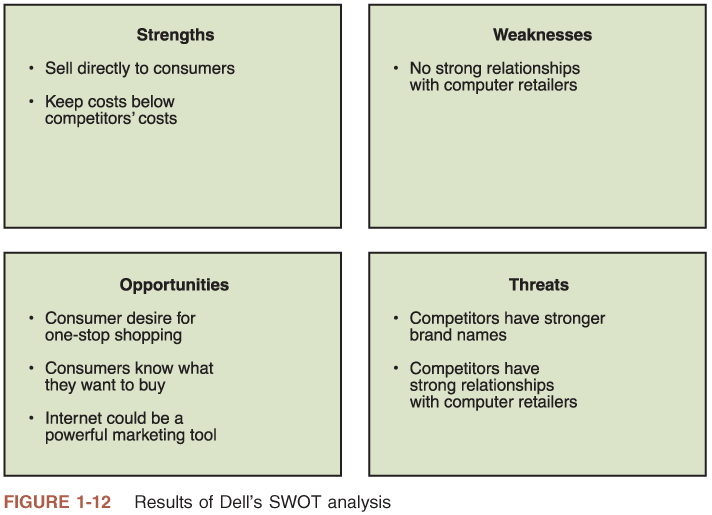 Strengths
• Sell directly to consumers
• Keep costs below
competitors' costs
Weaknesses
• No strong relationships
with computer retailers
Opportunities
• Consumer desire for
one-stop shopping
• Consumers know what
they want to buy
• Internet could be a
powerful marketing tool
Threats
• Competitors have stronger
brand names
• Competitors have
strong relationships
with computer retailers
FIGURE 1-12 Results of Dell's SWOT analysis